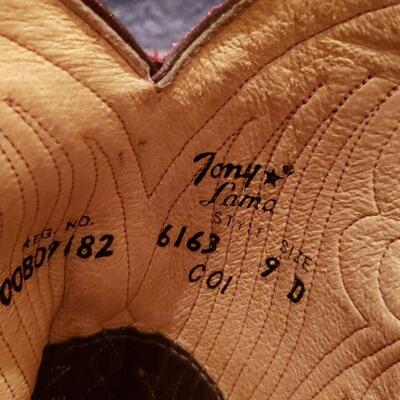 Tony ★®
Lama
STYLE SIZE
REG. NO.
00807182 6163 9 D
C01